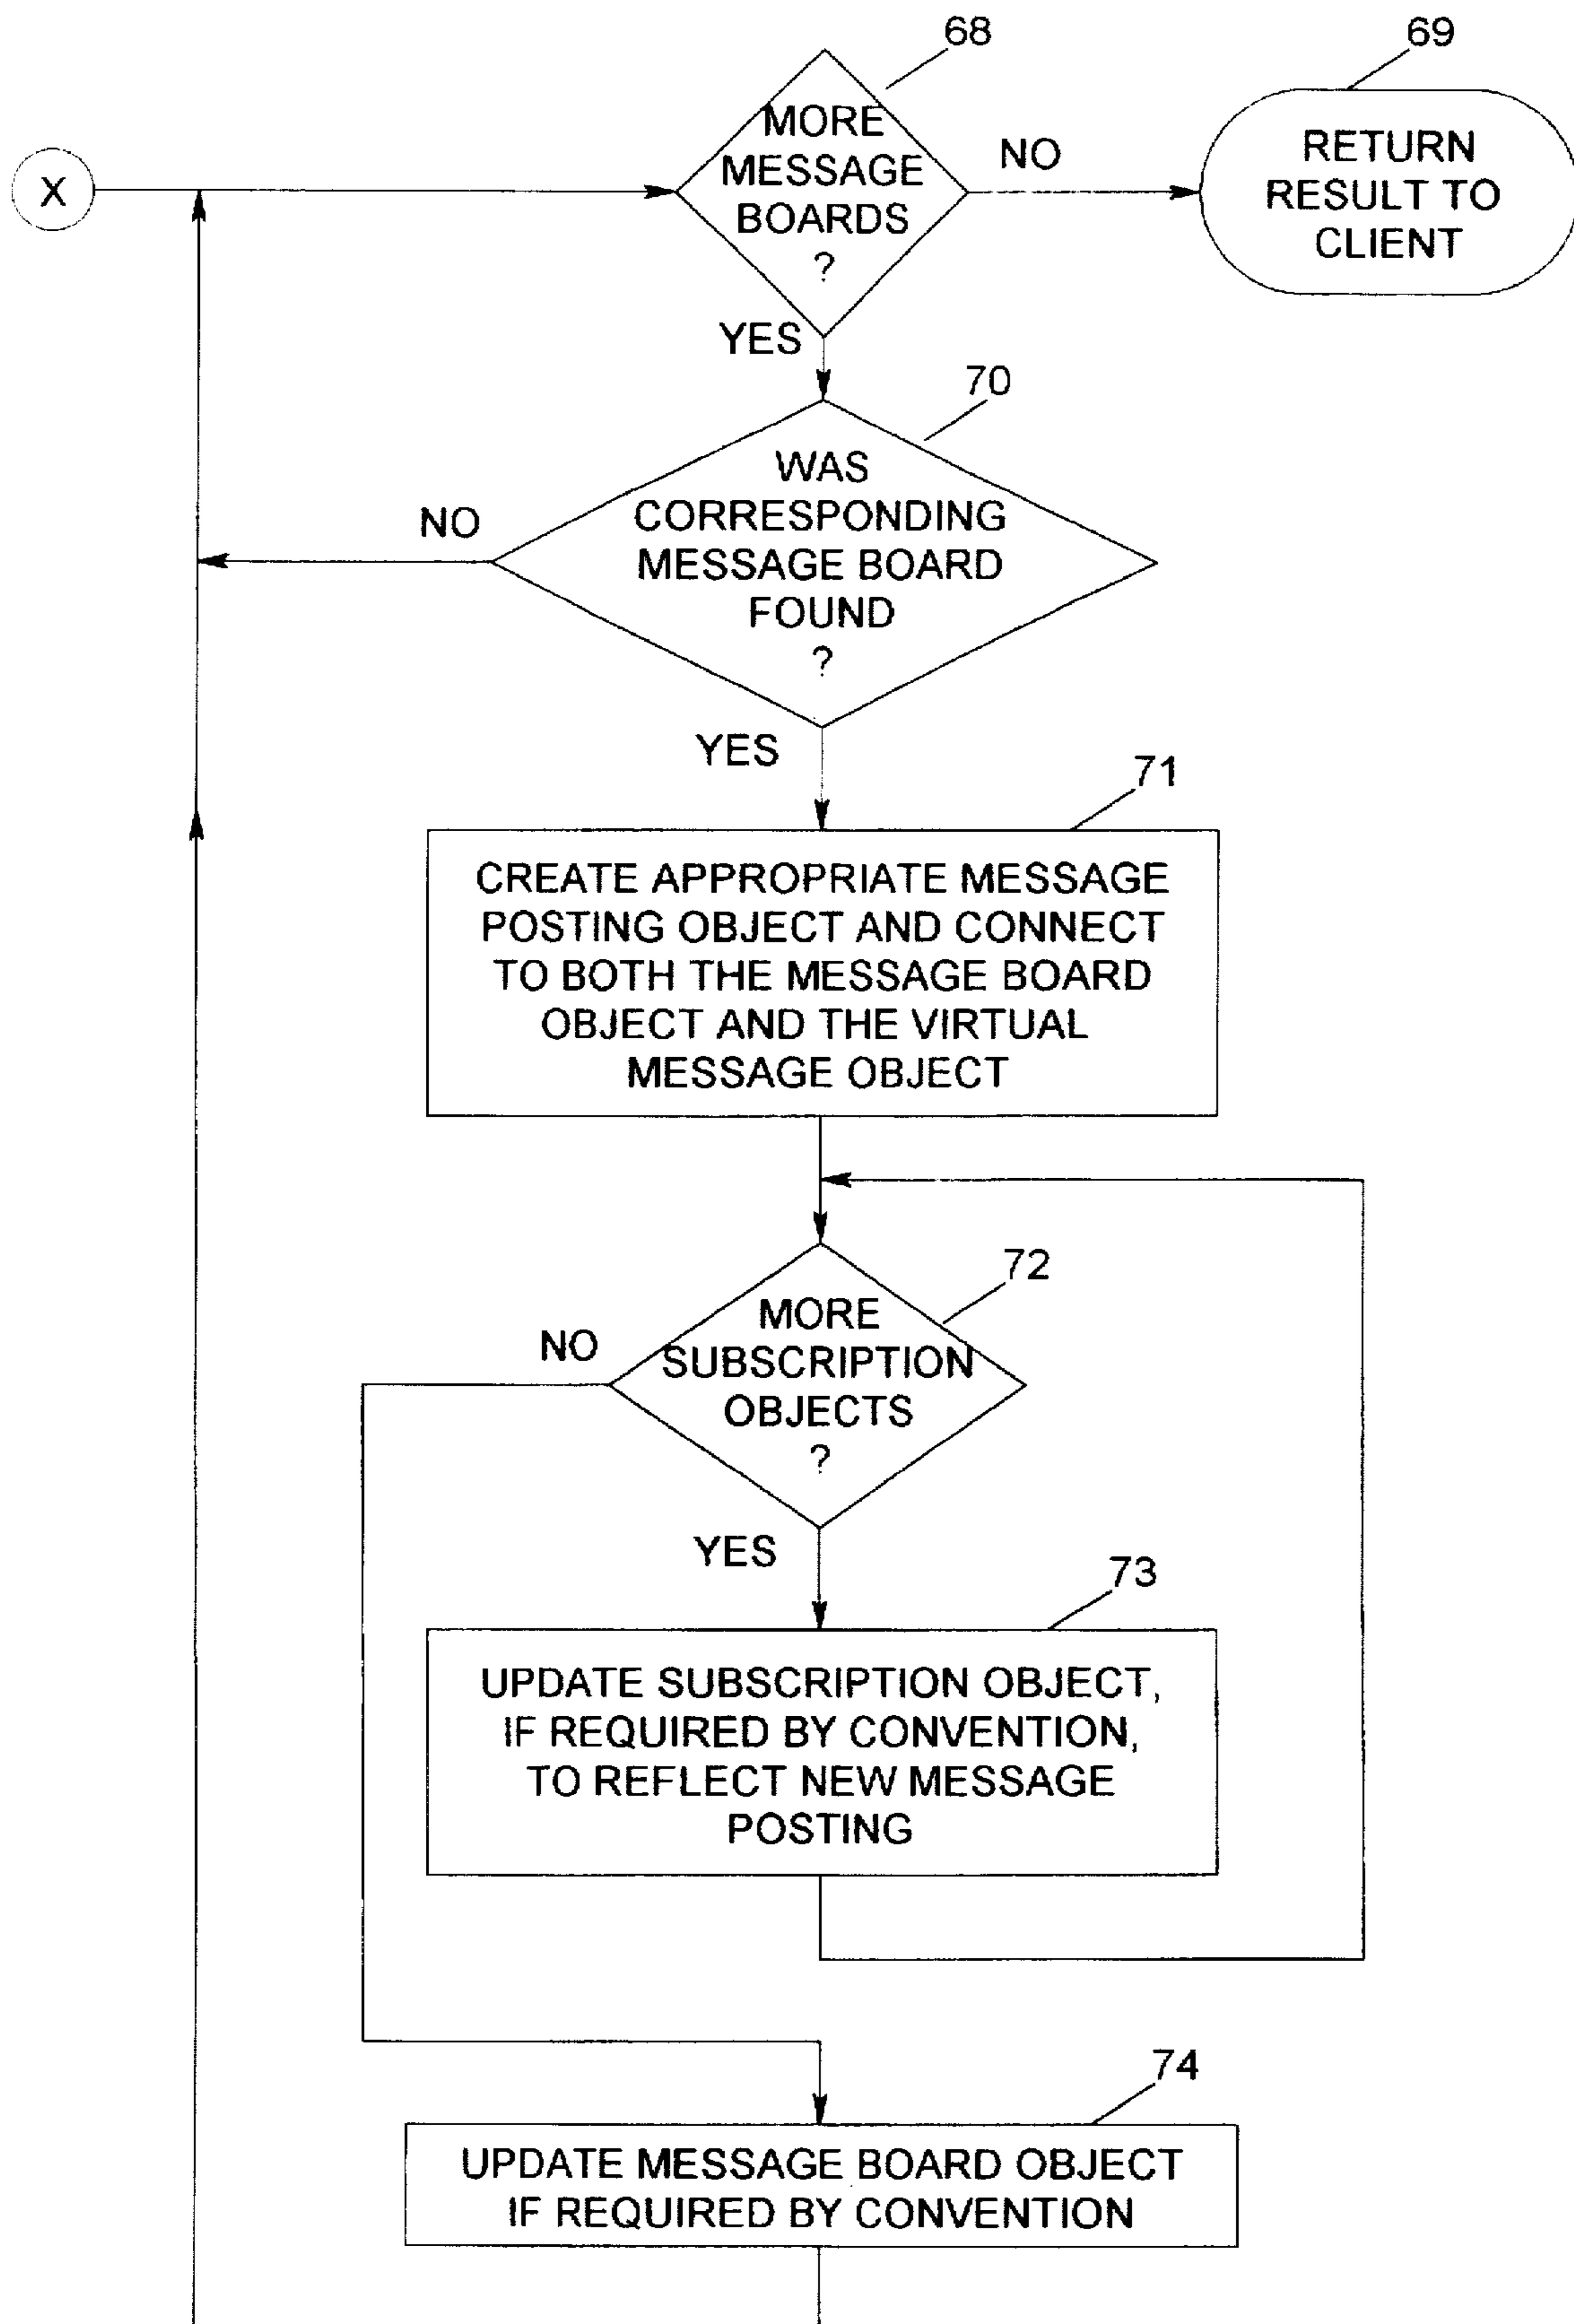 68
69
X
MORE
MESSAGE
BOARDS
?
NO
RETURN
RESULT TO
CLIENT
YES
70
WAS
CORRESPONDING
MESSAGE BOARD
FOUND
?
NO
YES
71
CREATE APPROPRIATE MESSAGE
POSTING OBJECT AND CONNECT
TO BOTH THE MESSAGE BOARD
OBJECT AND THE VIRTUAL
MESSAGE OBJECT
72
MORE
SUBSCRIPTION
OBJECTS
?
NO
YES
73
UPDATE SUBSCRIPTION OBJECT,
IF REQUIRED BY CONVENTION,
TO REFLECT NEW MESSAGE
POSTING
74
UPDATE MESSAGE BOARD OBJECT
IF REQUIRED BY CONVENTION